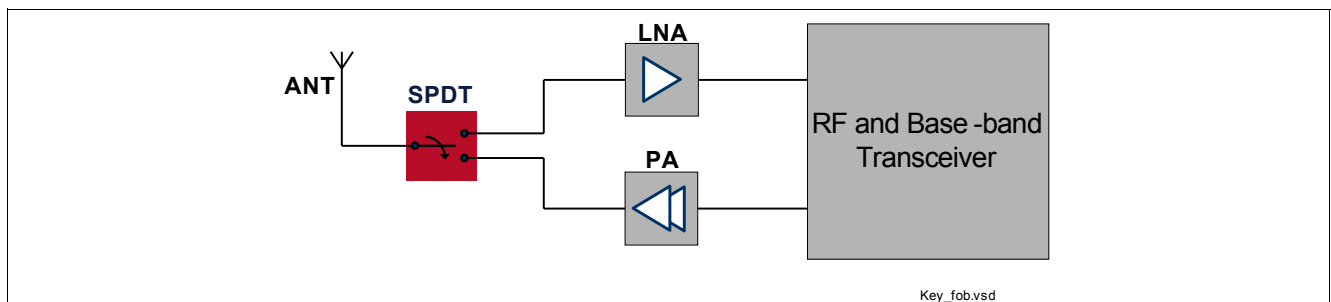 LNA
ANT
SPDT
RF and Base -band
Transceiver
PA
Key_fob.vsd